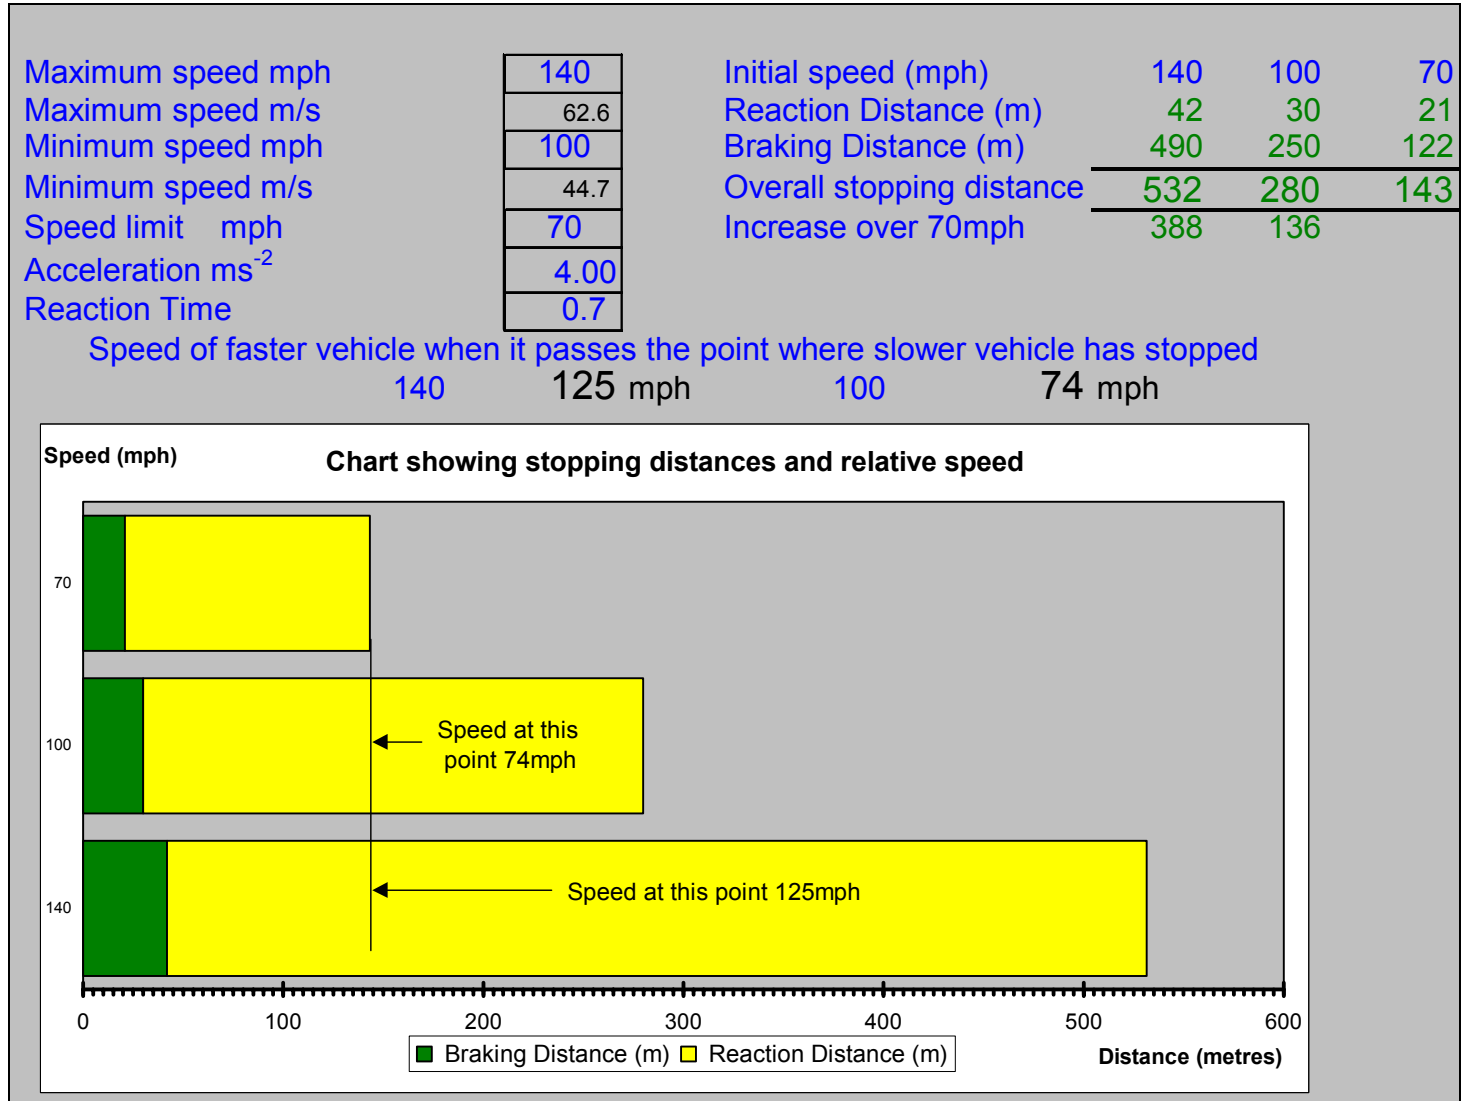 Maximum speed mph 140 Initial speed (mph) 140 100 70
Maximum speed m/s 62.6 Reaction Distance (m) 42 30 21
Minimum speed mph 100 Braking Distance (m) 490 250 122
Minimum speed m/s 44.7 Overall stopping distance 532 280 143
Speed limit mph 70 Increase over 70mph 388 136
Acceleration ms-2 4.00
Reaction Time 0.7
Speed of faster vehicle when it passes the point where slower vehicle has stopped
140 125 mph 100 74 mph
Speed (mph)
Chart showing stopping distances and relative speed
70
100
Speed at this
point 74mph
140
Speed at this point 125mph
0 100 200 300 400 500 600
Braking Distance (m) Reaction Distance (m)
Distance (metres)